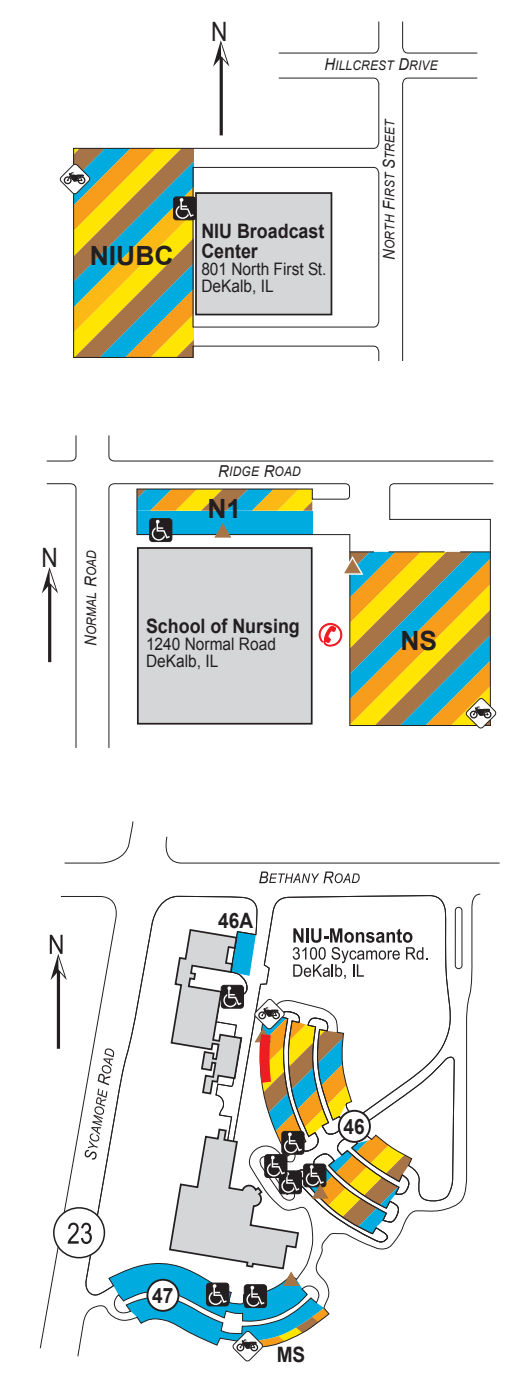 N
HILLCREST DRIVE
NORTH FIRST STREET
NIUBC
NIU Broadcast
Center
801 North First St.
DeKalb, IL
RIDGE ROAD
N1
N
NORMAL ROAD
School of Nursing
1240 Normal Road
DeKalb, IL
NS
BETHANY ROAD
46A
NIU-Monsanto
3100 Sycamore Rd.
DeKalb, IL
N
SYCAMORE ROAD
46
23
47
MS